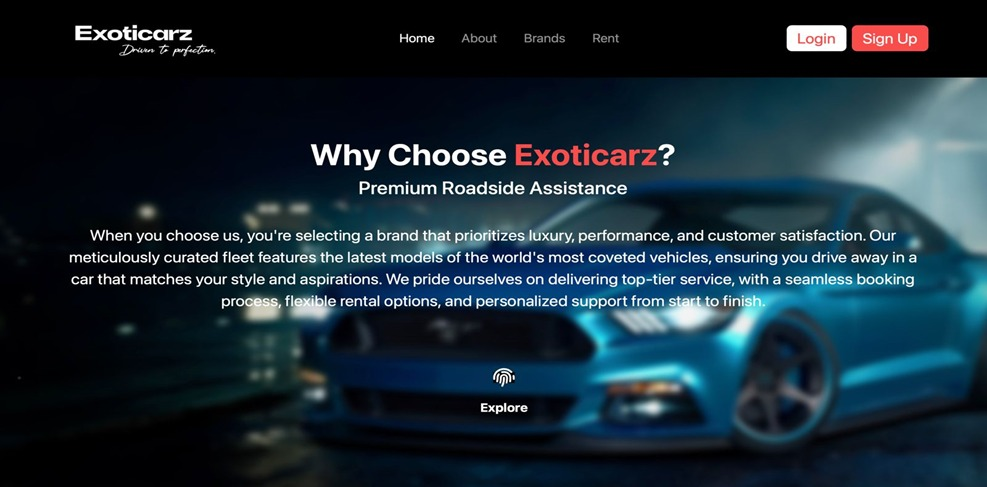 Exoticarz
Driven to perfection.
Home
About
Brands
Rent
Login
Sign Up
Why Choose Exoticarz?
Premium Roadside Assistance
When you choose us, you're selecting a brand that prioritizes luxury, performance, and customer satisfaction. Our
meticulously curated fleet features the latest models of the world's most coveted vehicles, ensuring you drive away in a
car that matches your style and aspirations. We pride ourselves on delivering top-tier service, with a seamless booking
process, flexible rental options, and personalized support from start to finish.
Explore